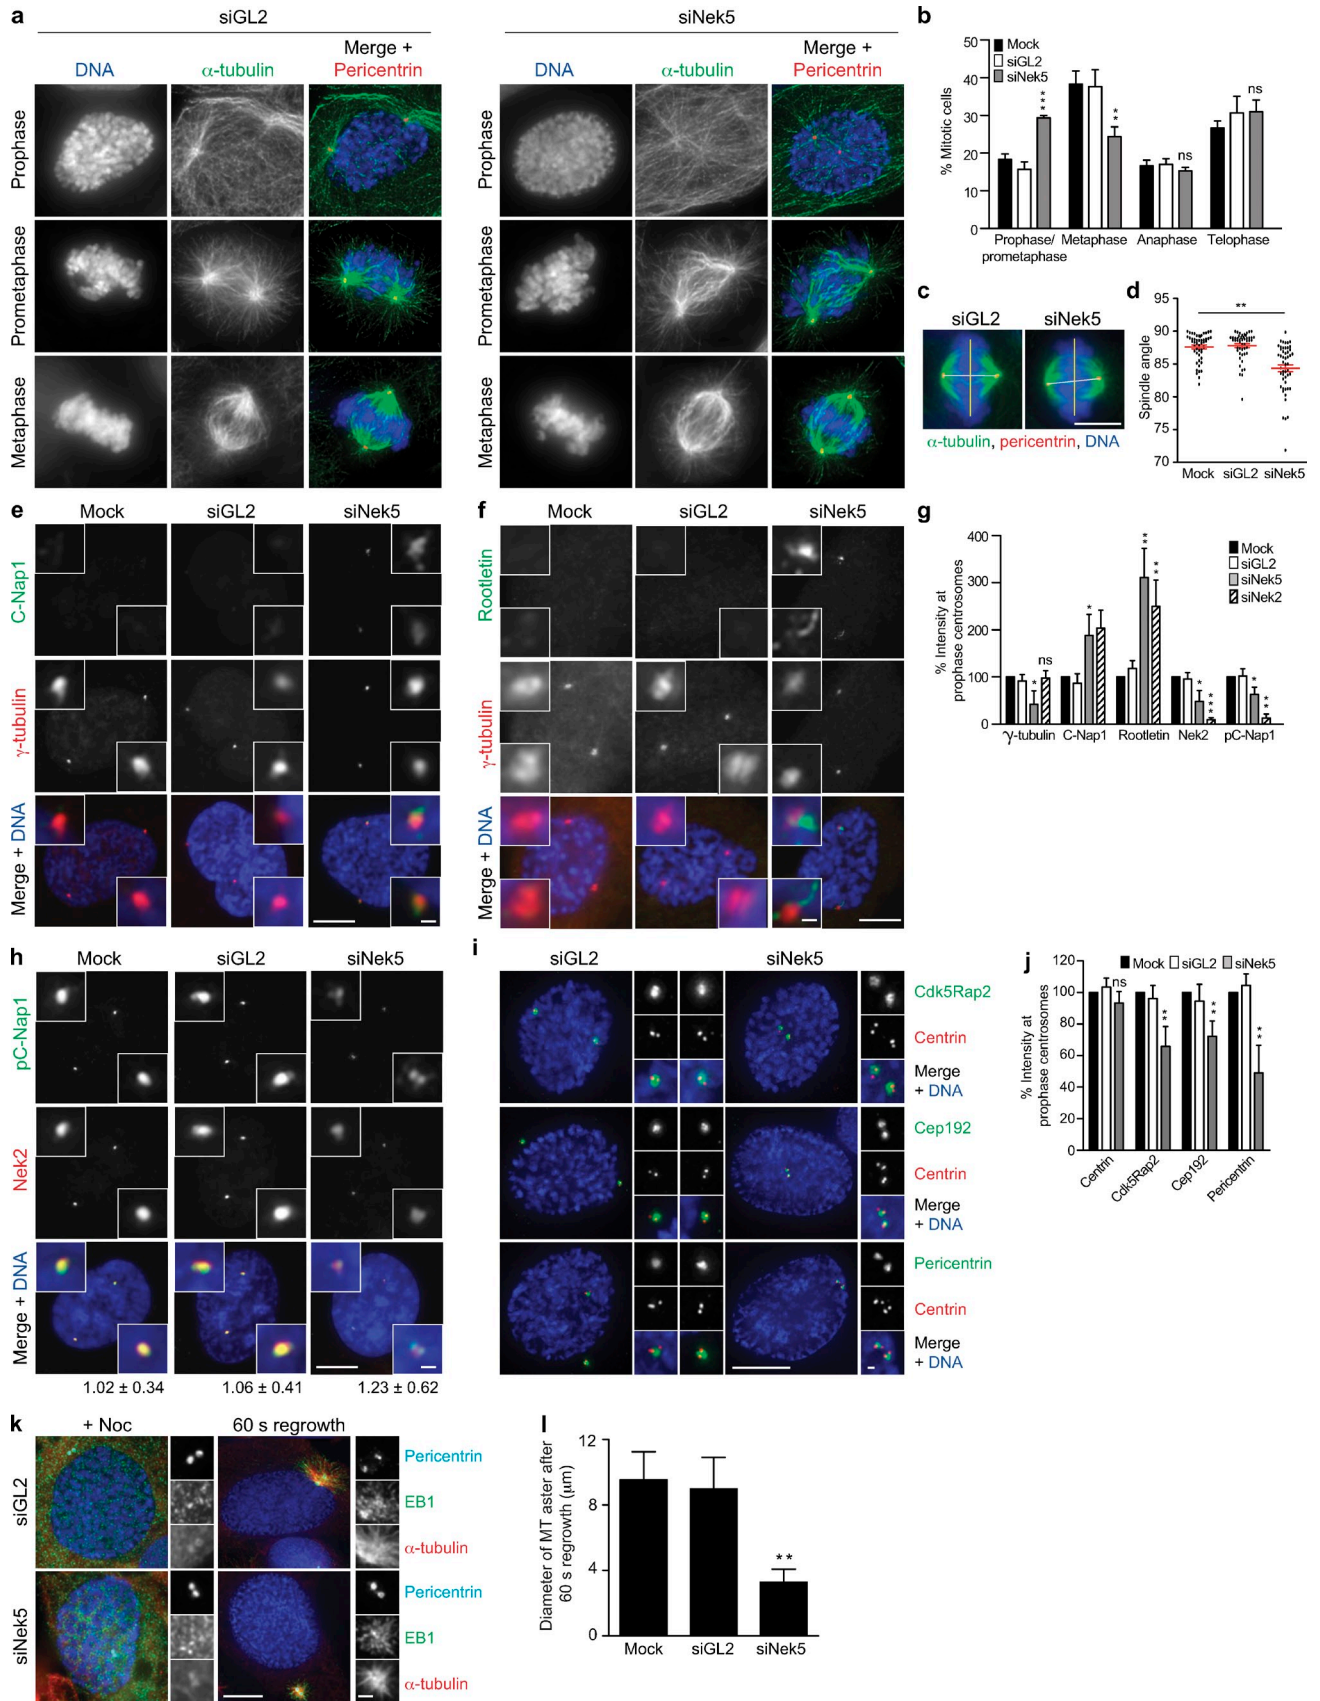 a
siGL2
siNek5
DNA
α-tubulin
Merge +
Pericentrin
DNA
α-tubulin
Merge +
Pericentrin
Prophase
Prometaphase
Metaphase
Prophase
Prometaphase
Metaphase
b
50
40
30
20
10
0
% Mitotic cells
Mock
siGL2
siNek5
***
**
ns
ns
Prophase/
prometaphase
Metaphase
Anaphase
Telophase
c
siGL2
siNek5
α-tubulin, pericentrin, DNA
d
95
90
85
80
75
70
Spindle angle
**
Mock
siGL2
siNek5
e
Mock
siGL2
siNek5
C-Nap1
γ-tubulin
Merge + DNA
f
Mock
siGL2
siNek5
Rootletin
γ-tubulin
Merge + DNA
g
400
300
200
100
0
% Intensity at
prophase centrosomes
Mock
siGL2
siNek5
siNek2
*
ns
*
**
**
*
***
*
**
γ-tubulin
C-Nap1
Rootletin
Nek2
pC-Nap1
h
Mock
siGL2
siNek5
pC-Nap1
Nek2
Merge + DNA
1.02 ± 0.34
1.06 ± 0.41
1.23 ± 0.62
i
siGL2
siNek5
Cdk5Rap2
Centrin
Merge
+ DNA
Cep192
Centrin
Merge
+ DNA
Pericentrin
Centrin
Merge
+ DNA
j
120
100
80
60
40
20
0
% Intensity at
prophase centrosomes
Mock
siGL2
siNek5
ns
**
**
**
Centrin
Cdk5Rap2
Cep192
Pericentrin
k
+ Noc
60 s regrowth
siGL2
siNek5
Pericentrin
EB1
α-tubulin
Pericentrin
EB1
α-tubulin
l
12
8
4
0
Diameter of MT aster after
60 s regrowth (μm)
**
Mock
siGL2
siNek5